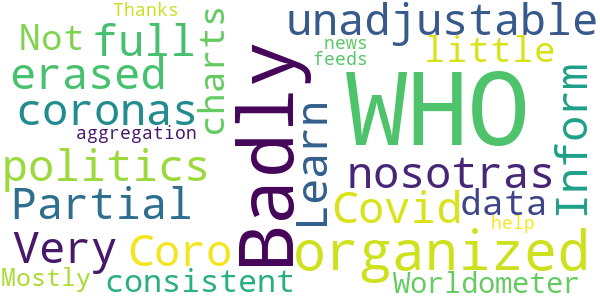 Thanks
Not
full
charts
unadjustable
news
little
feeds
erased
coronas
aggregation
Badly
Learn
WHO
Inform
politics
nosotras
Partial
Covid
data
help
Very
Coro
organized
Mostly
consistent
Worldometer